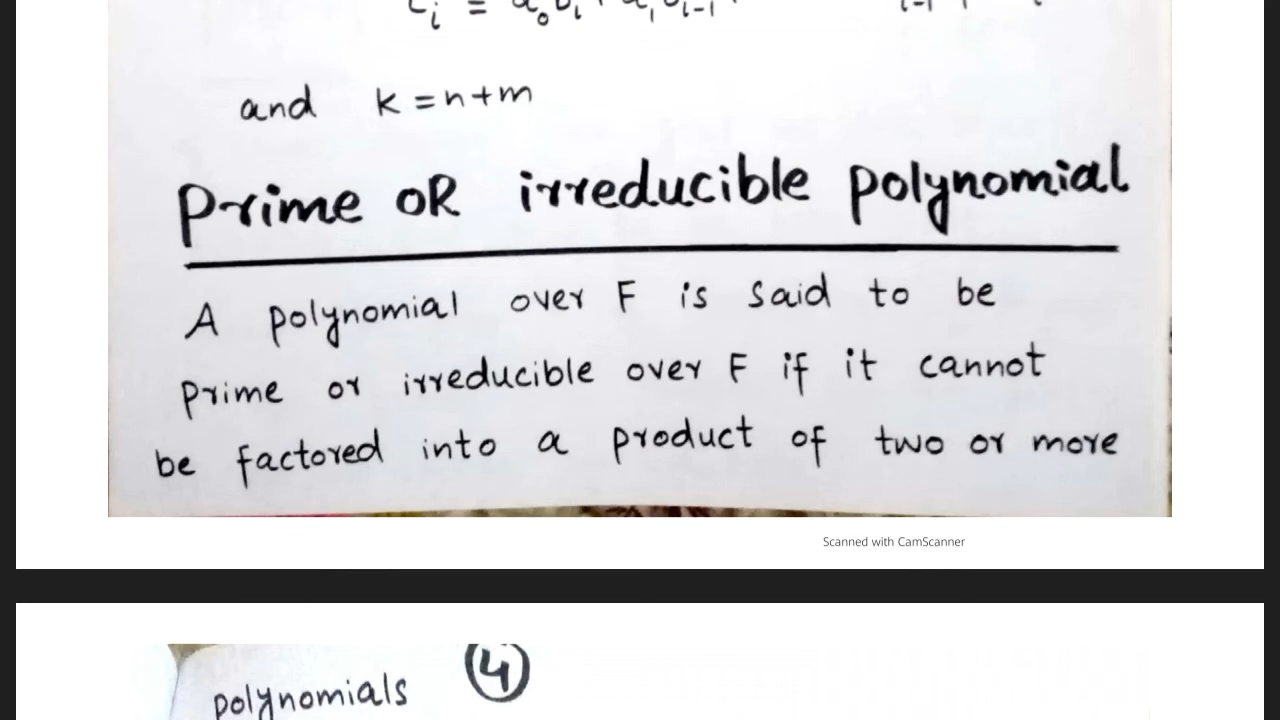 and k = n+m
Prime OR irreducible polynomial
A polynomial over F is said to be
Prime or irreducible over F if it cannot
be factored into a product of two or more
Scanned with CamScanner
4
polynomials